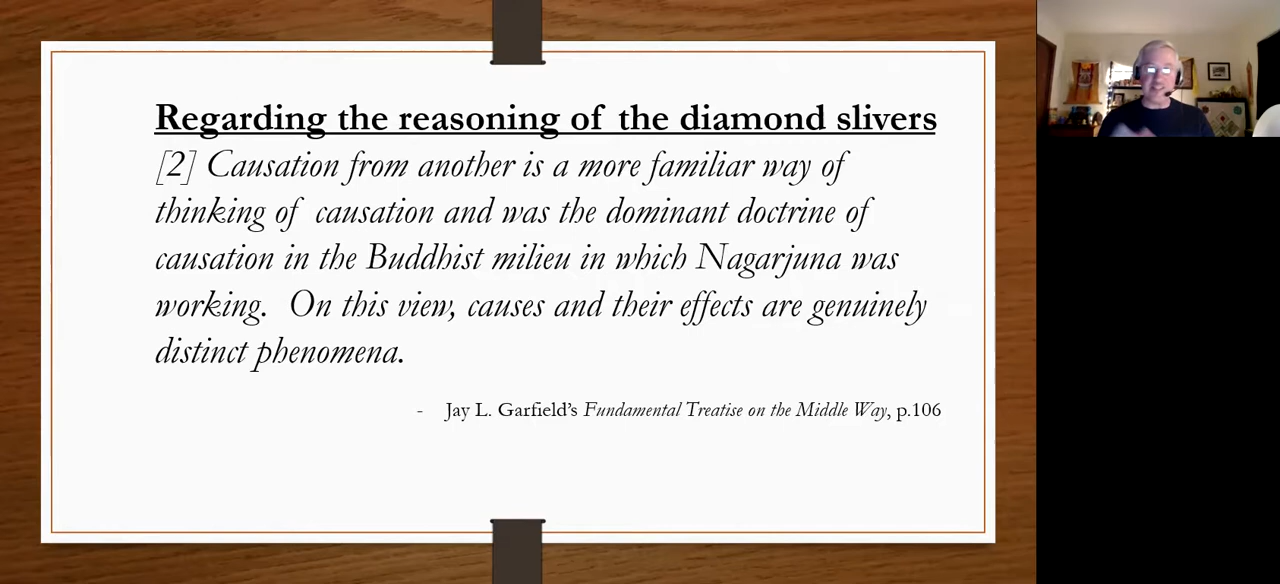 Regarding the reasoning of the diamond slivers
[2] Causation from another is a more familiar way of
thinking of causation and was the dominant doctrine of
causation in the Buddhist milieu in which Nagarjuna was
working. On this view, causes and their effects are genuinely
distinct phenomena.
- Jay L. Garfield’s Fundamental Treatise on the Middle Way, p.106